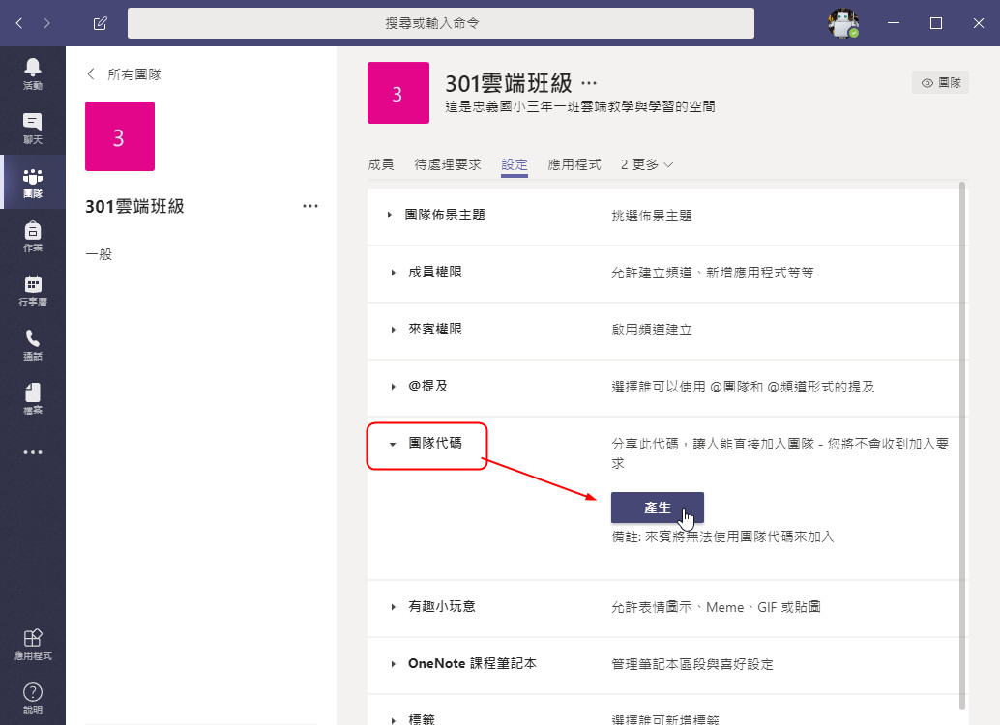 搜尋或輸入命令
活動
聊天
團隊
作業
行事曆
通話
檔案
應用程式
說明
所有團隊
3
301雲端班級
一般
3
301雲端班級
這是忠義國小三年一班雲端教學與學習的空間
團隊
成員
待處理要求
設定
應用程式
2 更多
團隊佈景主題
挑選佈景主題
成員權限
允許建立頻道、新增應用程式等等
來賓權限
啟用頻道建立
@提及
選擇誰可以使用 @團隊和 @頻道形式的提及
團隊代碼
分享此代碼，讓人能直接加入團隊 - 您將不會收到加入要
求
產生
備註: 來賓將無法使用團隊代碼來加入
有趣小玩意
允許表情圖示、Meme、GIF 或貼圖
OneNote 課程筆記本
管理筆記本區段與喜好設定
標籤
選擇誰可新增標籤